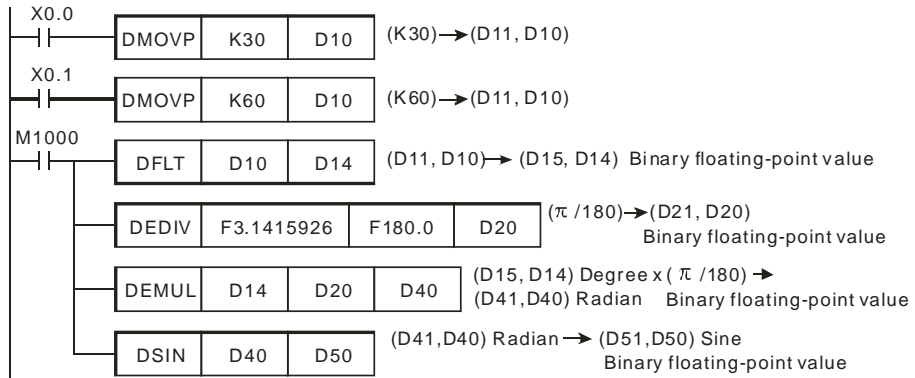 X0.0
DMOVP K30 D10 (K30)→(D11, D10)
X0.1
DMOVP K60 D10 (K60)→(D11, D10)
M1000
DFLT D10 D14 (D11, D10)→ (D15, D14) Binary floating-point value
DEDIV F3.1415926 F180.0 D20 (π /180)→(D21, D20)
Binary floating-point value
DEMUL D14 D20 D40 (D15, D14) Degree x ( π /180) →
(D41,D40) Radian Binary floating-point value
DSIN D40 D50 (D41,D40) Radian → (D51,D50) Sine
Binary floating-point value